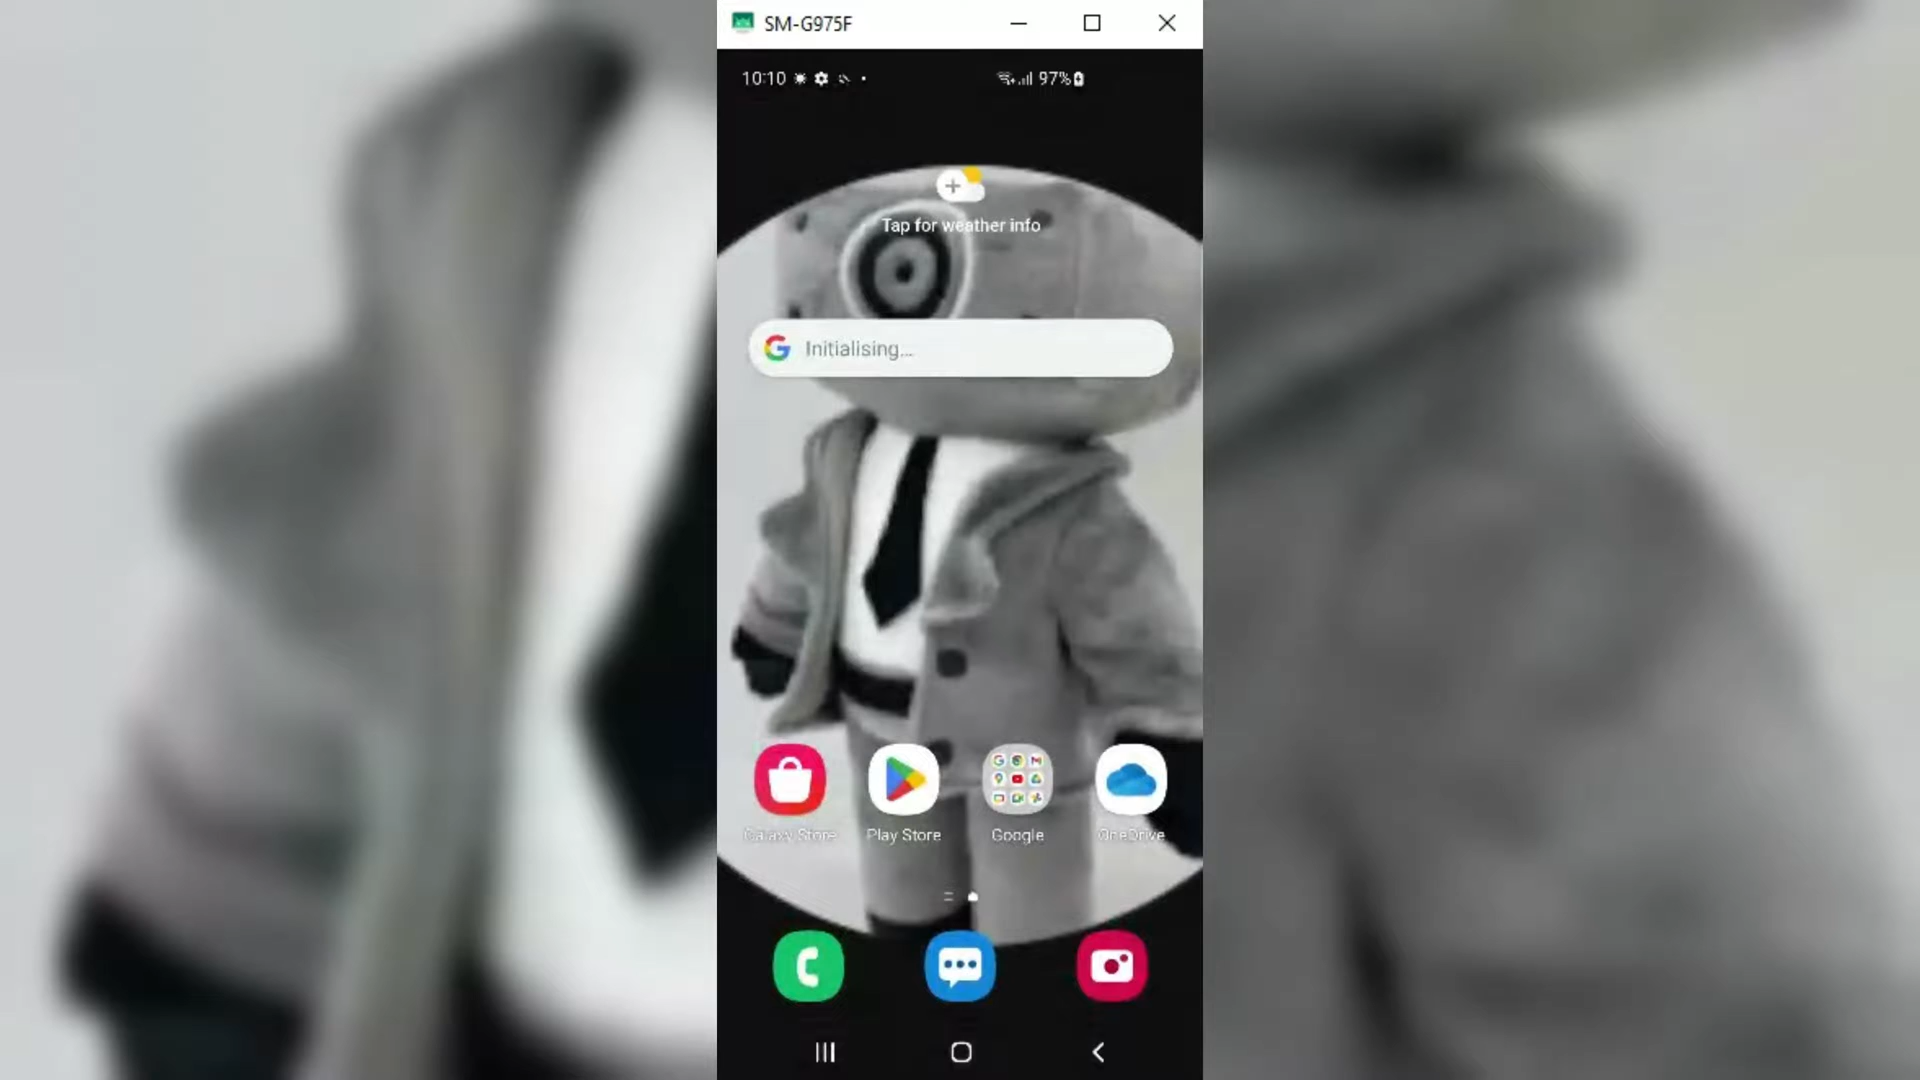 SM-G975F
10:10
97%
Tap for weather info
Initialising...
Galaxy Store
Play Store
Google
OneDrive